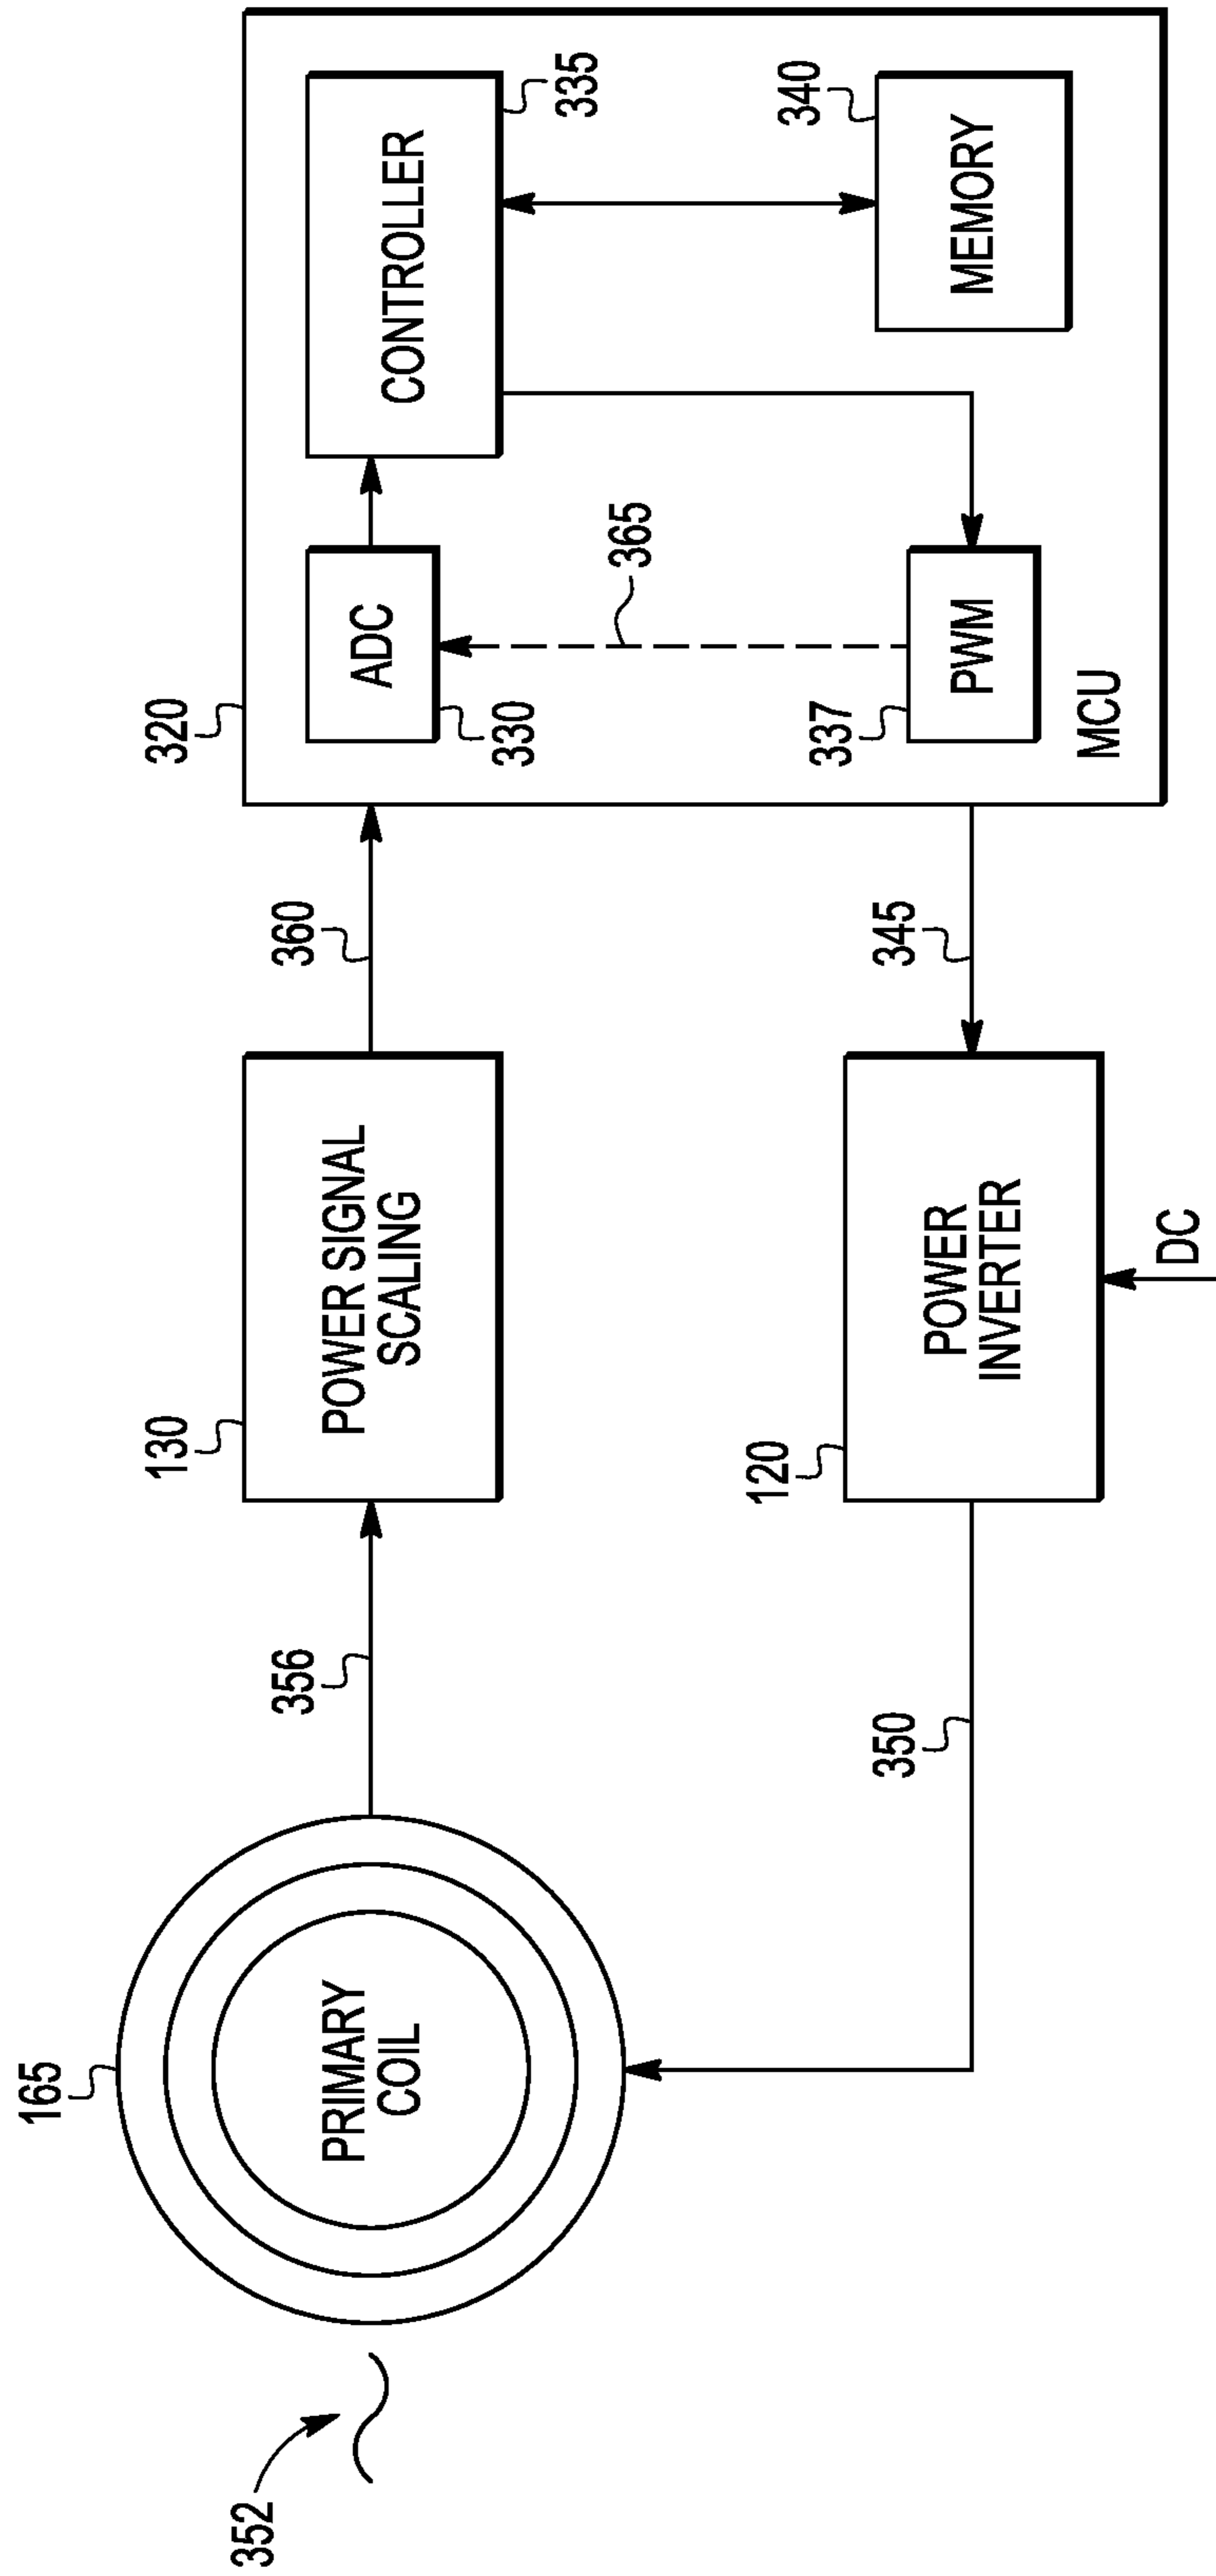 352
165
PRIMARY
COIL
356
130
POWER SIGNAL
SCALING
360
320
ADC
330
CONTROLLER
335
365
340
MEMORY
337
PWM
MCU
345
120
POWER
INVERTER
DC
350